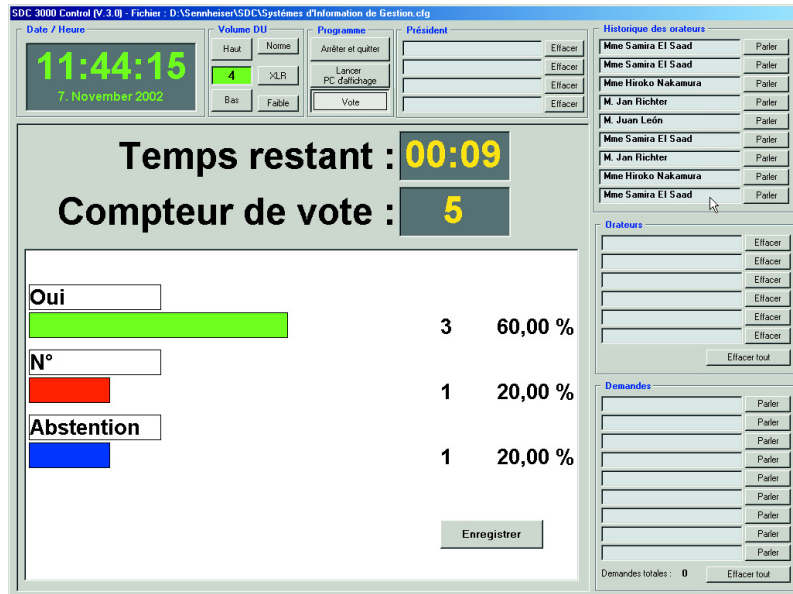 SDC 3000 Control (V.3.0) - Fichier : D:\Sennheiser\SDC\Systémes d'Information de Gestion.cfg
Date / Heure
11:44:15
7. November 2002
Volume DU
Haut
Norme
4
XLR
Bas
Faible
Programme
Arrêter et quitter
Lancer
PC d'affichage
Vote
Président
Effacer
Effacer
Effacer
Effacer
Temps restant : 00:09
Compteur de vote : 5
Oui
3 60,00 %
N°
1 20,00 %
Abstention
1 20,00 %
Enregistrer
Historique des orateurs
Mme Samira El Saad Parler
Mme Samira El Saad Parler
Mme Hiroko Nakamura Parler
M. Jan Richter Parler
M. Juan León Parler
Mme Samira El Saad Parler
M. Jan Richter Parler
Mme Hiroko Nakamura Parler
Mme Samira El Saad Parler
Orateurs
Effacer
Effacer
Effacer
Effacer
Effacer
Effacer
Effacer tout
Demandes
Parler
Parler
Parler
Parler
Parler
Parler
Parler
Parler
Parler
Demandes totales : 0 Effacer tout